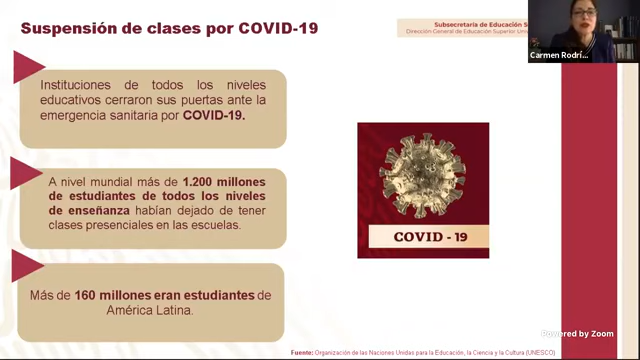 Suspensión de clases por COVID-19
Subsecretaría de Educación S
Dirección General de Educación Superior Univ
Carmen Rodrí...
Instituciones de todos los niveles
educativos cerraron sus puertas ante la
emergencia sanitaria por COVID-19.
A nivel mundial más de 1.200 millones
de estudiantes de todos los niveles
de enseñanza habían dejado de tener
clases presenciales en las escuelas.
COVID - 19
Más de 160 millones eran estudiantes de
América Latina.
Powered by Zoom
Fuente: Organización de las Naciones Unidas para la Educación, la Ciencia y la Cultura (UNESCO)